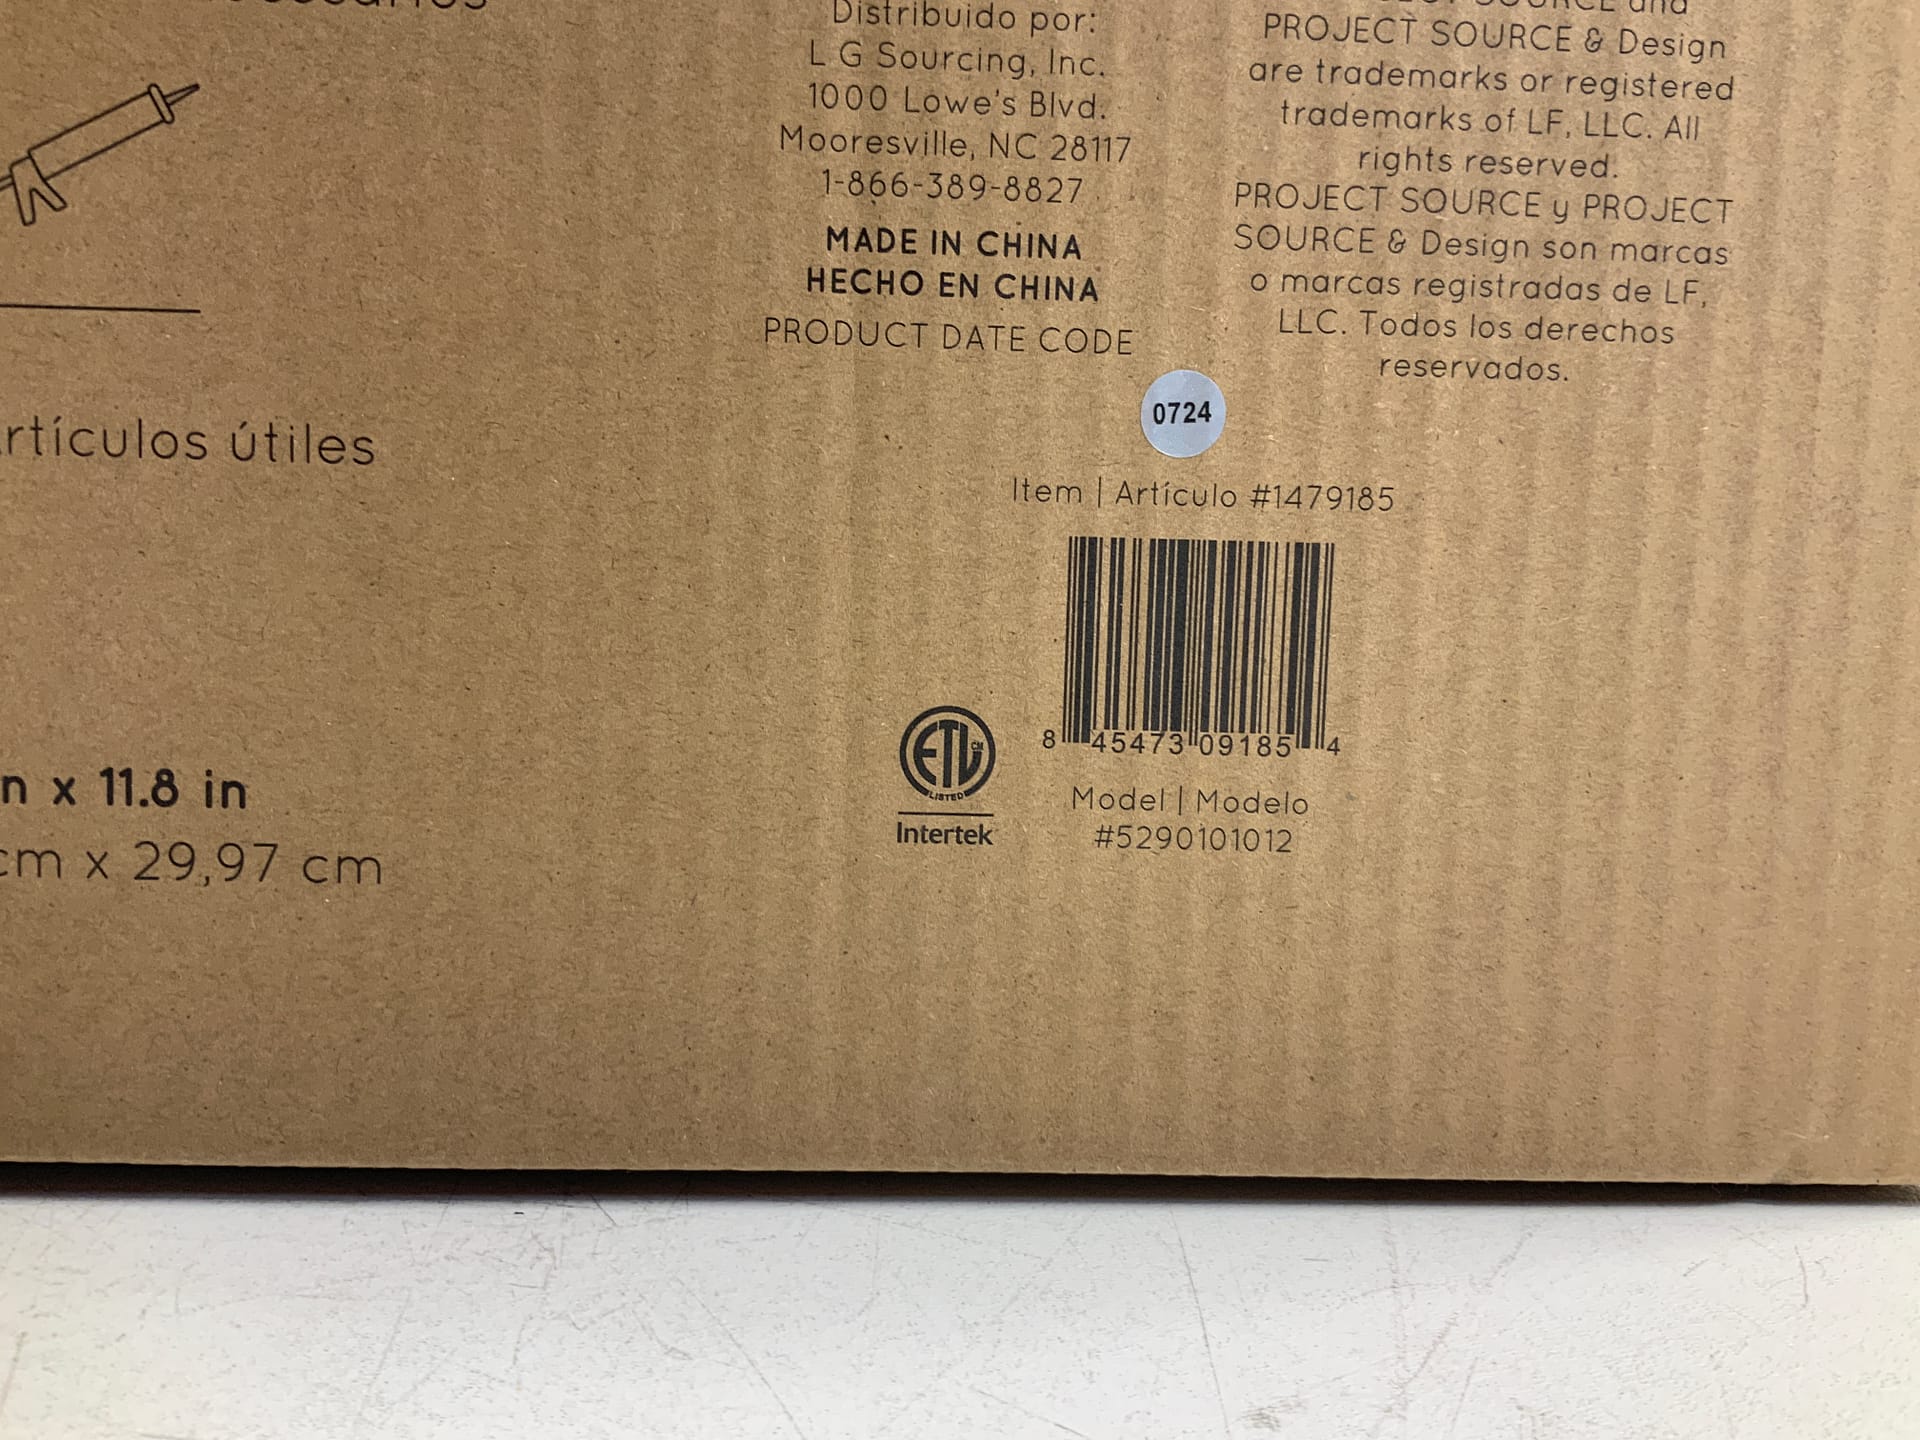 rtículos útiles
n x 11.8 in
cm x 29,97 cm
Distribuido por:
L G Sourcing, Inc.
1000 Lowe's Blvd.
Mooresville, NC 28117
1-866-389-8827
MADE IN CHINA
HECHO EN CHINA
PRODUCT DATE CODE
0724
SOURCE and
PROJECT SOURCE & Design
are trademarks or registered
trademarks of LF, LLC. All
rights reserved.
PROJECT SOURCE y PROJECT
SOURCE & Design son marcas
o marcas registradas de LF,
LLC. Todos los derechos
reservados.
Item | Artículo #1479185
8 45473 09185 4
ETL CM
LISTED
Intertek
Model | Modelo
#5290101012